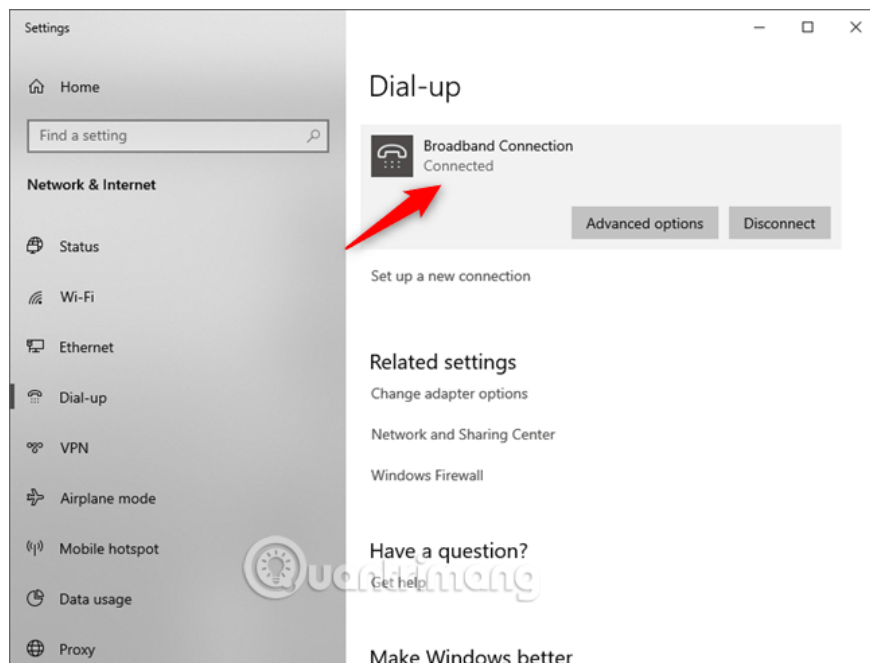 Settings
Home
Find a setting
Network & Internet
Status
Wi-Fi
Ethernet
Dial-up
VPN
Airplane mode
Mobile hotspot
Data usage
Proxy
Dial-up
Broadband Connection
Connected
Advanced options
Disconnect
Set up a new connection
Related settings
Change adapter options
Network and Sharing Center
Windows Firewall
Have a question?
Get help
Quantrimang
Make Windows better